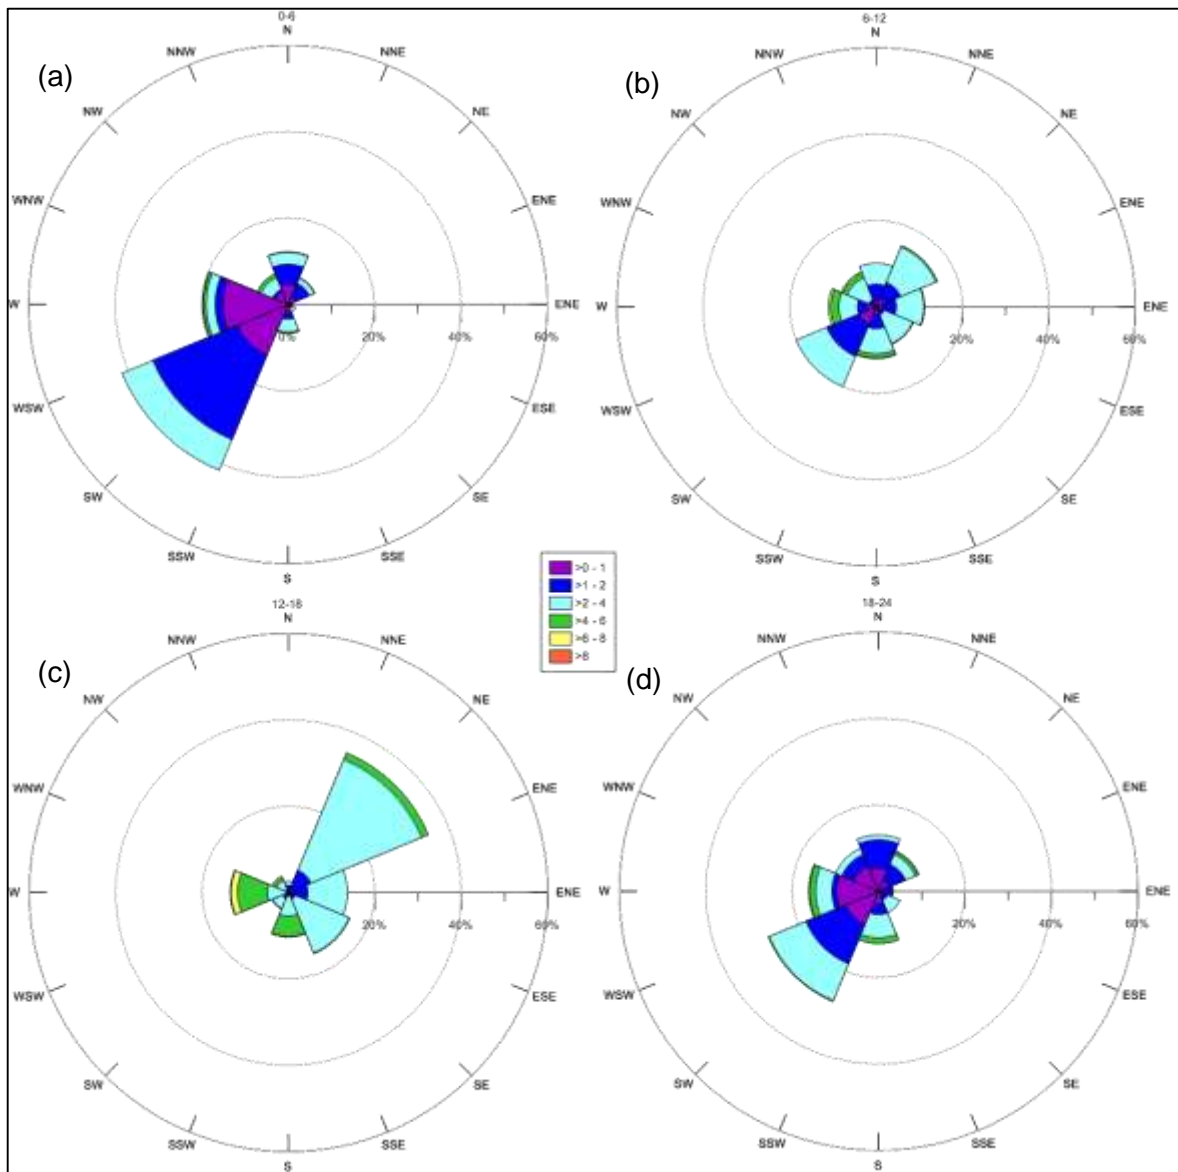 0-6
N
(a)
NNW
NNE
NW
NE
WNW
ENE
W
ENE
0%
20%
40%
60%
WSW
ESE
SW
SE
SSW
SSE
S
6-12
N
(b)
NNW
NNE
NW
NE
WNW
ENE
W
ENE
20%
40%
60%
WSW
ESE
SW
SE
SSW
SSE
S
>0 - 1
>1 - 2
>2 - 4
>4 - 6
>6 - 8
>8
12-18
N
(c)
NNW
NNE
NW
NE
WNW
ENE
W
ENE
20%
40%
60%
WSW
ESE
SW
SE
SSW
SSE
S
18-24
N
(d)
NNW
NNE
NW
NE
WNW
ENE
W
ENE
20%
40%
60%
WSW
ESE
SW
SE
SSW
SSE
S